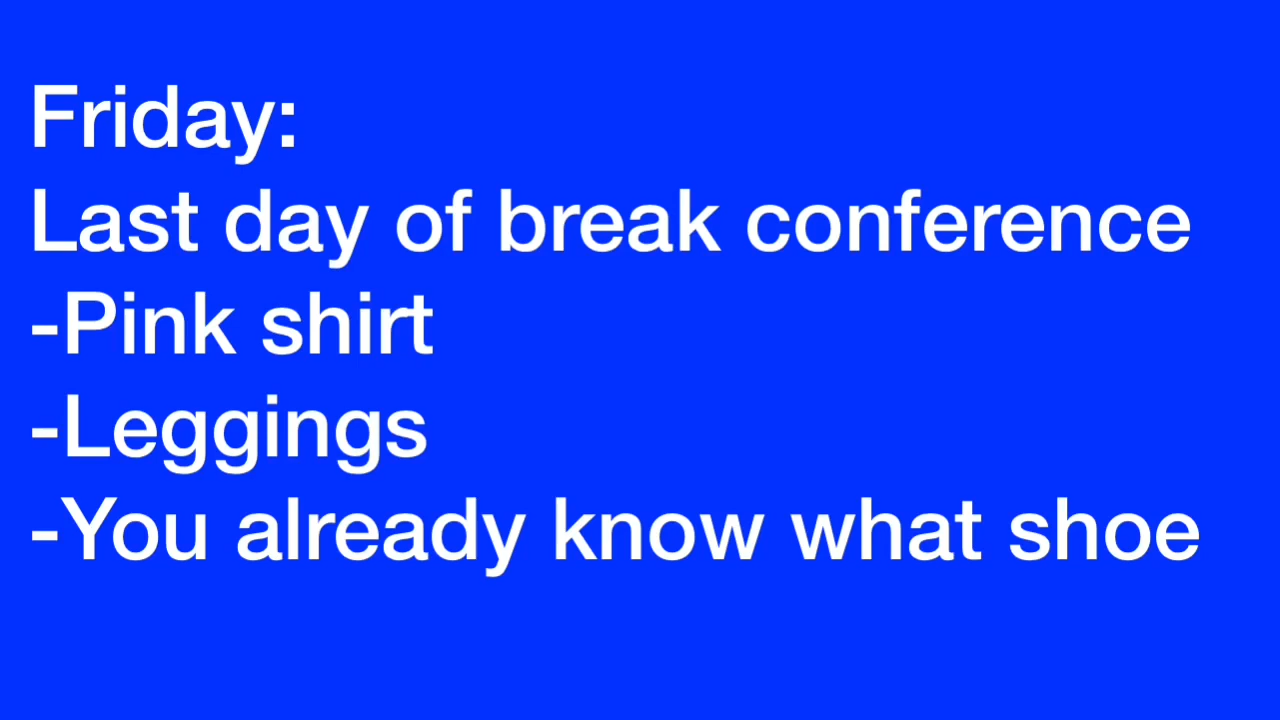 Friday:
Last day of break conference
-Pink shirt
-Leggings
-You already know what shoe